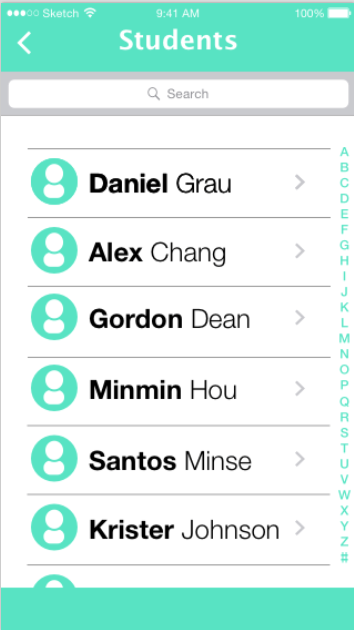 Sketch 9:41 AM 100%
Students
Search
Daniel Grau
Alex Chang
Gordon Dean
Minmin Hou
Santos Minse
Krister Johnson
A
B
C
D
E
F
G
H
I
J
K
L
M
N
O
P
Q
R
S
T
U
V
W
X
Y
Z
#